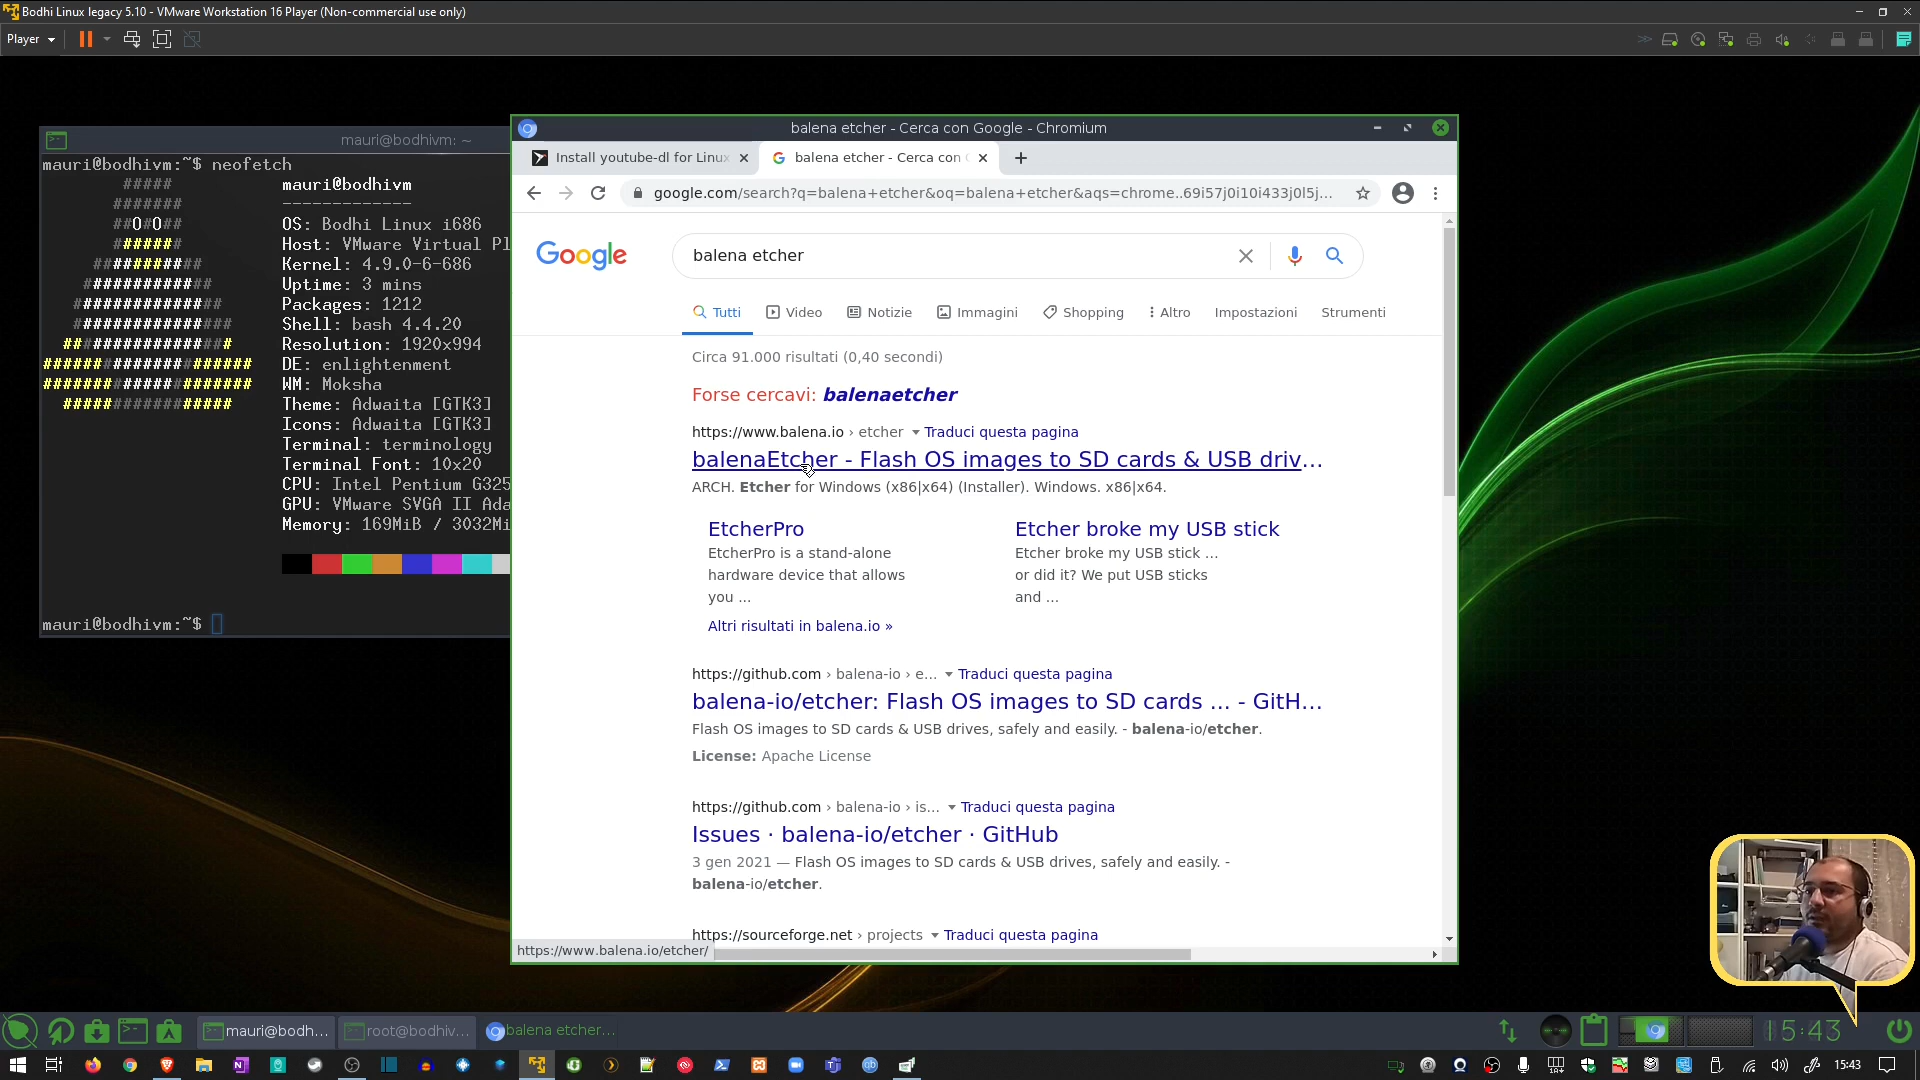 Bodhi Linux legacy 5.10 - VMware Workstation 16 Player (Non-commercial use only)
Player
mauri@bodhivm: ~
mauri@bodhivm:~$ neofetch
mauri@bodhivm
-------------
OS: Bodhi Linux i686
Host: VMware Virtual Pl
Kernel: 4.9.0-6-686
Uptime: 3 mins
Packages: 1212
Shell: bash 4.4.20
Resolution: 1920x994
DE: enlightenment
WM: Moksha
Theme: Adwaita [GTK3]
Icons: Adwaita [GTK3]
Terminal: terminology
Terminal Font: 10x20
CPU: Intel Pentium G325
GPU: VMware SVGA II Ada
Memory: 169MiB / 3032Mi
mauri@bodhivm:~$
balena etcher - Cerca con Google - Chromium
Install youtube-dl for Linux
balena etcher - Cerca con G
google.com/search?q=balena+etcher&oq=balena+etcher&aqs=chrome..69i57j0i10i433j0l5j...
Google
balena etcher
Tutti Video Notizie Immagini Shopping Altro Impostazioni Strumenti
Circa 91.000 risultati (0,40 secondi)
Forse cercavi: balenaetcher
https://www.balena.io › etcher Traduci questa pagina
balenaEtcher - Flash OS images to SD cards & USB driv...
ARCH. Etcher for Windows (x86|x64) (Installer). Windows. x86|x64.
EtcherPro
EtcherPro is a stand-alone
hardware device that allows
you ...
Etcher broke my USB stick
Etcher broke my USB stick ...
or did it? We put USB sticks
and ...
Altri risultati in balena.io »
https://github.com › balena-io › e... Traduci questa pagina
balena-io/etcher: Flash OS images to SD cards ... - GitH...
Flash OS images to SD cards & USB drives, safely and easily. - balena-io/etcher.
License: Apache License
https://github.com › balena-io › is... Traduci questa pagina
Issues · balena-io/etcher · GitHub
3 gen 2021 — Flash OS images to SD cards & USB drives, safely and easily. -
balena-io/etcher.
https://sourceforge.net › projects Traduci questa pagina
https://www.balena.io/etcher/
mauri@bodh...
root@bodhiv...
balena etcher...
15:43
15:43